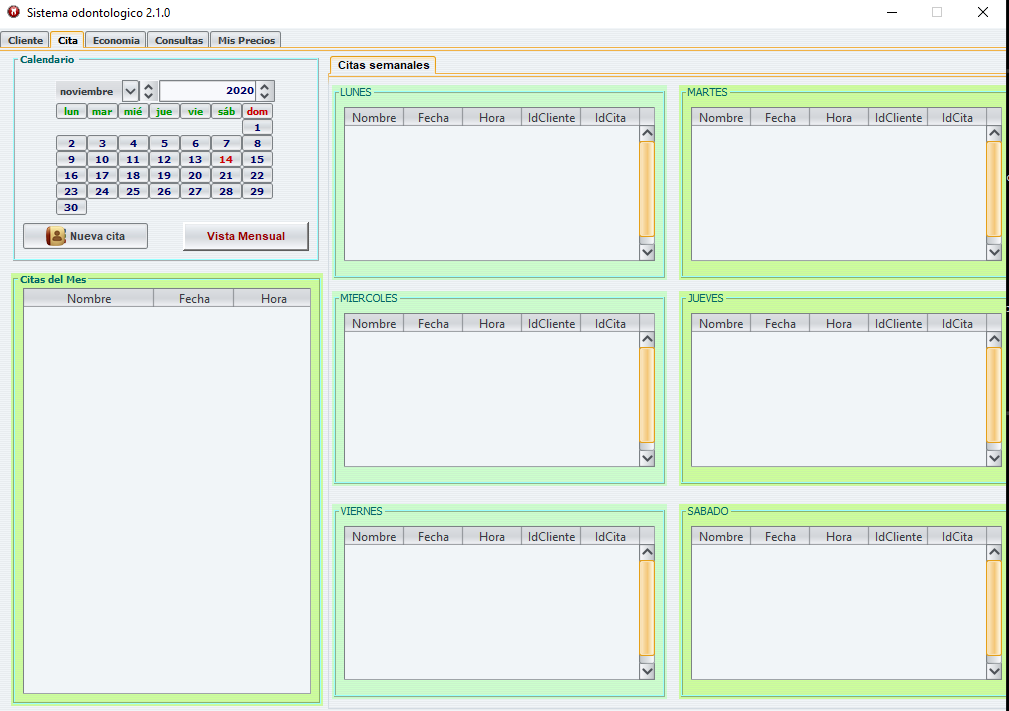 Sistema odontologico 2.1.0
Cliente Cita Economia Consultas Mis Precios
Calendario
noviembre 2020
lun mar mié jue vie sáb dom
1
2 3 4 5 6 7 8
9 10 11 12 13 14 15
16 17 18 19 20 21 22
23 24 25 26 27 28 29
30
Nueva cita Vista Mensual
Citas del Mes
Nombre Fecha Hora
Citas semanales
LUNES
Nombre Fecha Hora IdCliente IdCita
MARTES
Nombre Fecha Hora IdCliente IdCita
MIERCOLES
Nombre Fecha Hora IdCliente IdCita
JUEVES
Nombre Fecha Hora IdCliente IdCita
VIERNES
Nombre Fecha Hora IdCliente IdCita
SABADO
Nombre Fecha Hora IdCliente IdCita